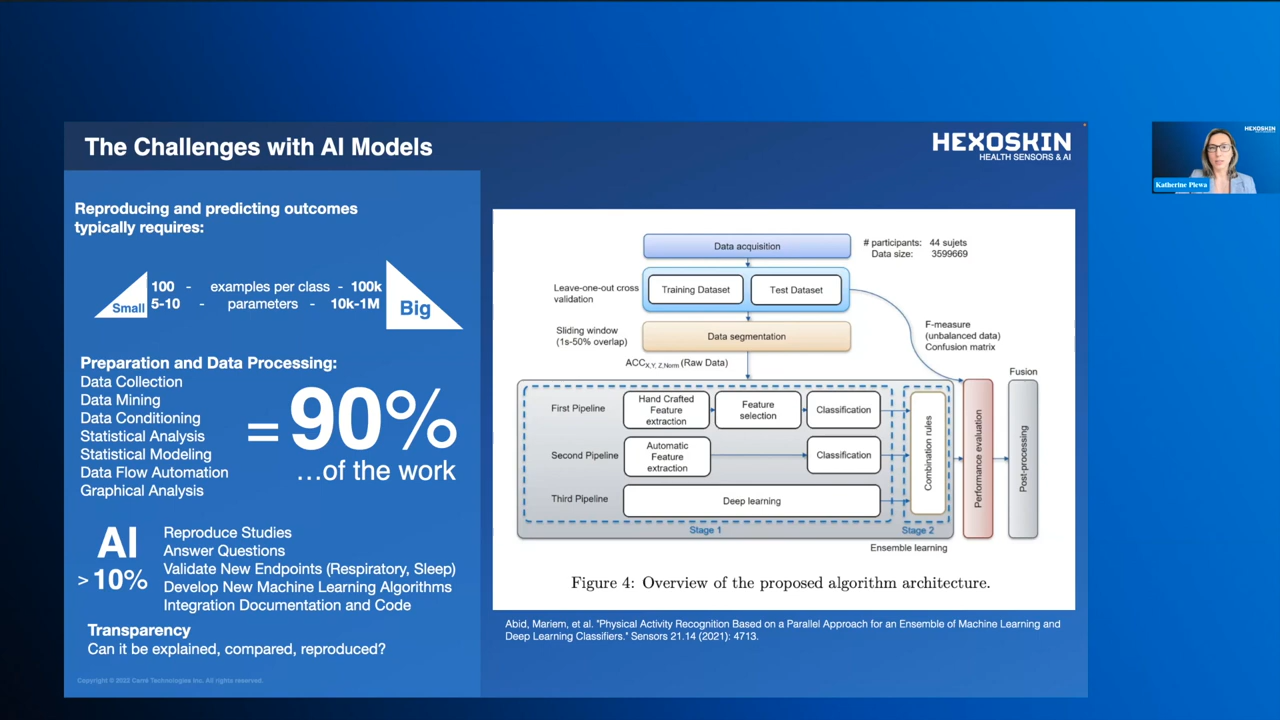 The Challenges with AI Models
HEXOSKIN
HEALTH SENSORS & AI
HEXOSKIN
Katherine Plewa
Reproducing and predicting outcomes
typically requires:
100 - examples per class - 100k
5-10 - parameters - 10k-1M
Small
Big
Preparation and Data Processing:
Data Collection
Data Mining
Data Conditioning
Statistical Analysis
Statistical Modeling
Data Flow Automation
Graphical Analysis
= 90%
...of the work
AI
> 10%
Reproduce Studies
Answer Questions
Validate New Endpoints (Respiratory, Sleep)
Develop New Machine Learning Algorithms
Integration Documentation and Code
Transparency
Can it be explained, compared, reproduced?
Copyright © 2022 Carré Technologies Inc. All rights reserved.
Data acquisition
# participants: 44 sujets
Data size: 3599669
Leave-one-out cross
validation
Training Dataset
Test Dataset
Sliding window
(1s-50% overlap)
Data segmentation
F-measure
(unbalanced data)
Confusion matrix
ACC X,Y, Z,Norm (Raw Data)
Fusion
First Pipeline
Hand Crafted
Feature
extraction
Feature
selection
Classification
Second Pipeline
Automatic
Feature
extraction
Classification
Third Pipeline
Deep learning
Combination rules
Performance evaluation
Post-processing
Stage 1
Stage 2
Ensemble learning
Figure 4: Overview of the proposed algorithm architecture.
Abid, Mariem, et al. "Physical Activity Recognition Based on a Parallel Approach for an Ensemble of Machine Learning and
Deep Learning Classifiers." Sensors 21.14 (2021): 4713.